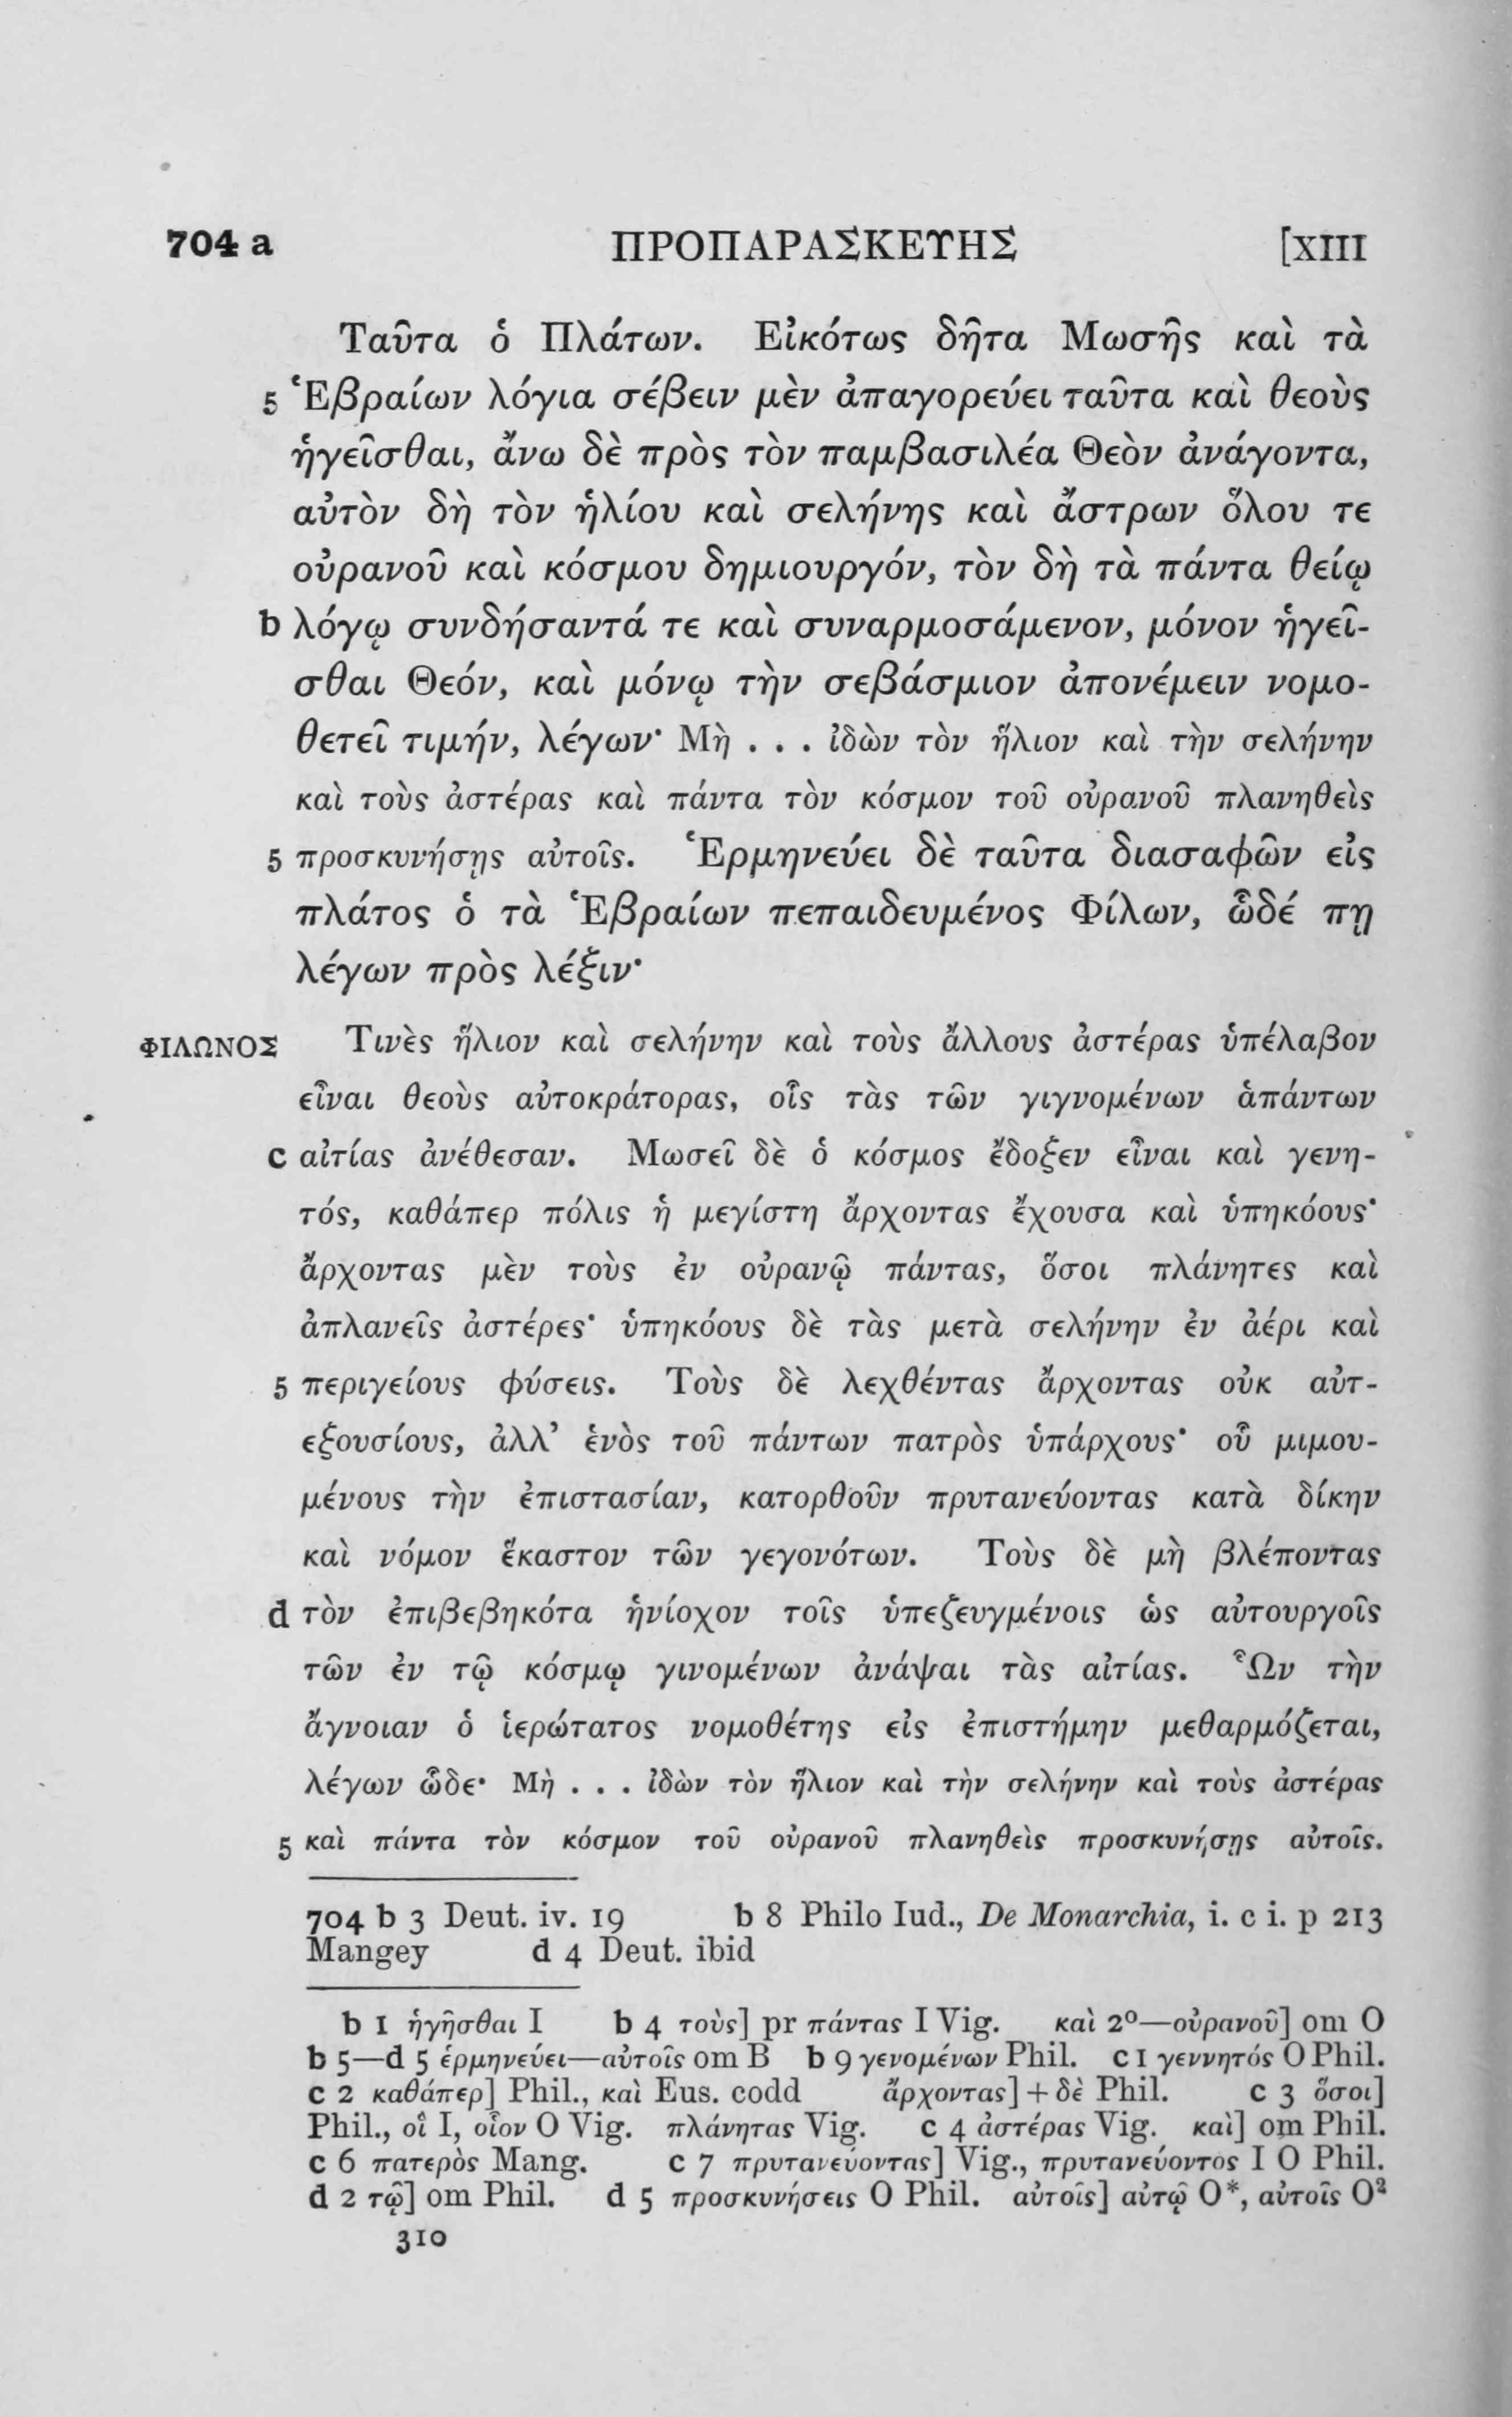 704 a ΠΡΟΠΑΡΑΣΚΕΥΗΣ [XIII
Ταῦτα ὁ Πλάτων. Εἰκότως δῆτα Μωσῆς καὶ τὰ
5 Ἑβραίων λόγια σέβειν μὲν ἀπαγορεύει ταῦτα καὶ θεοὺς
ἡγεῖσθαι, ἄνω δὲ πρὸς τὸν παμβασιλέα Θεὸν ἀνάγοντα,
αὐτὸν δὴ τὸν ἡλίου καὶ σελήνης καὶ ἄστρων ὅλου τε
οὐρανοῦ καὶ κόσμου δημιουργόν, τὸν δὴ τὰ πάντα θείῳ
b λόγῳ συνδήσαντά τε καὶ συναρμοσάμενον, μόνον ἡγεῖ-
σθαι Θεόν, καὶ μόνῳ τὴν σεβάσμιον ἀπονέμειν νομο-
θετεῖ τιμήν, λέγων· Μὴ . . . ἰδὼν τὸν ἥλιον καὶ τὴν σελήνην
καὶ τοὺς ἀστέρας καὶ πάντα τὸν κόσμον τοῦ οὐρανοῦ πλανηθεὶς
5 προσκυνήσῃς αὐτοῖς. Ἑρμηνεύει δὲ ταῦτα διασαφῶν εἰς
πλάτος ὁ τὰ Ἑβραίων πεπαιδευμένος Φίλων, ὧδέ πῃ
λέγων πρὸς λέξιν·
ΦΙΛΩΝΟΣ Τινὲς ἥλιον καὶ σελήνην καὶ τοὺς ἄλλους ἀστέρας ὑπέλαβον
εἶναι θεοὺς αὐτοκράτορας, οἷς τὰς τῶν γιγνομένων ἁπάντων
c αἰτίας ἀνέθεσαν. Μωσεῖ δὲ ὁ κόσμος ἔδοξεν εἶναι καὶ γενη-
τός, καθάπερ πόλις ἡ μεγίστη ἄρχοντας ἔχουσα καὶ ὑπηκόους·
ἄρχοντας μὲν τοὺς ἐν οὐρανῷ πάντας, ὅσοι πλάνητες καὶ
ἀπλανεῖς ἀστέρες· ὑπηκόους δὲ τὰς μετὰ σελήνην ἐν ἀέρι καὶ
5 περιγείους φύσεις. Τοὺς δὲ λεχθέντας ἄρχοντας οὐκ αὐτ-
εξουσίους, ἀλλ’ ἑνὸς τοῦ πάντων πατρὸς ὑπάρχους· οὗ μιμου-
μένους τὴν ἐπιστασίαν, κατορθοῦν πρυτανεύοντας κατὰ δίκην
καὶ νόμον ἕκαστον τῶν γεγονότων. Τοὺς δὲ μὴ βλέποντας
d τὸν ἐπιβεβηκότα ἡνίοχον τοῖς ὑπεζευγμένοις ὡς αὐτουργοῖς
τῶν ἐν τῷ κόσμῳ γινομένων ἀνάψαι τὰς αἰτίας. Ὧν τὴν
ἄγνοιαν ὁ ἱερώτατος νομοθέτης εἰς ἐπιστήμην μεθαρμόζεται,
λέγων ὧδε· Μὴ . . . ἰδὼν τὸν ἥλιον καὶ τὴν σελήνην καὶ τοὺς ἀστέρας
5 καὶ πάντα τὸν κόσμον τοῦ οὐρανοῦ πλανηθεὶς προσκυνήσῃς αὐτοῖς.
704 b 3 Deut. iv. 19 b 8 Philo Iud., De Monarchia, i. c i. p 213
Mangey d 4 Deut. ibid
b 1 ἡγῆσθαι I b 4 τοὺς] pr πάντας I Vig. καὶ 2º—οὐρανοῦ] om O
b 5—d 5 ἑρμηνεύει—αὐτοῖς om B b 9 γενομένων Phil. c 1 γεννητός O Phil.
c 2 καθάπερ] Phil., καὶ Eus. codd ἄρχοντας] + δὲ Phil. c 3 ὅσοι]
Phil., οἳ I, οἷον O Vig. πλάνητας Vig. c 4 ἀστέρας Vig. καὶ] om Phil.
c 6 πατερὸς Mang. c 7 πρυτανεύοντας] Vig., πρυτανεύοντος I O Phil.
d 2 τῷ] om Phil. d 5 προσκυνήσεις O Phil. αὐτοῖς] αὐτῷ O*, αὐτοῖς O²
310